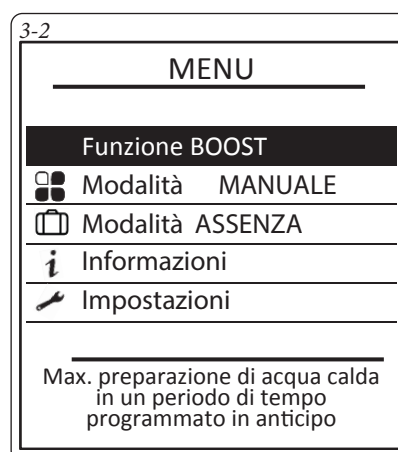 3-2
MENU
Funzione BOOST
Modalità MANUALE
Modalità ASSENZA
Informazioni
Impostazioni
Max. preparazione di acqua calda
in un periodo di tempo
programmato in anticipo